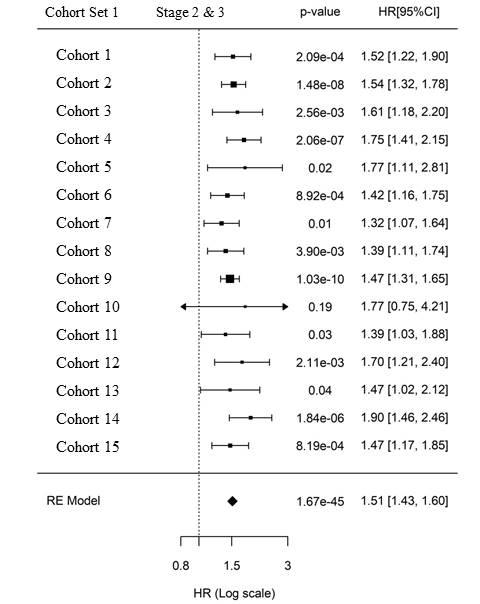 Cohort Set 1 Stage 2 & 3 p-value HR[95%CI]
Cohort 1 2.09e-04 1.52 [1.22, 1.90]
Cohort 2 1.48e-08 1.54 [1.32, 1.78]
Cohort 3 2.56e-03 1.61 [1.18, 2.20]
Cohort 4 2.06e-07 1.75 [1.41, 2.15]
Cohort 5 0.02 1.77 [1.11, 2.81]
Cohort 6 8.92e-04 1.42 [1.16, 1.75]
Cohort 7 0.01 1.32 [1.07, 1.64]
Cohort 8 3.90e-03 1.39 [1.11, 1.74]
Cohort 9 1.03e-10 1.47 [1.31, 1.65]
Cohort 10 0.19 1.77 [0.75, 4.21]
Cohort 11 0.03 1.39 [1.03, 1.88]
Cohort 12 2.11e-03 1.70 [1.21, 2.40]
Cohort 13 0.04 1.47 [1.02, 2.12]
Cohort 14 1.84e-06 1.90 [1.46, 2.46]
Cohort 15 8.19e-04 1.47 [1.17, 1.85]
RE Model 1.67e-45 1.51 [1.43, 1.60]
0.8 1.5 3
HR (Log scale)